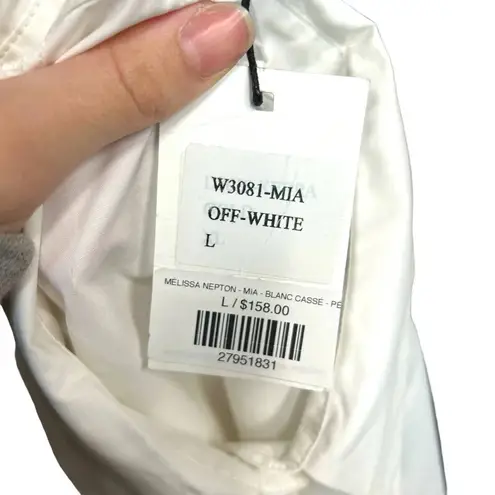 W3081-MIA
OFF-WHITE
L
MELISSA NEPTON - MIA - BLANC CASSE - PE
L / $158.00
27951831